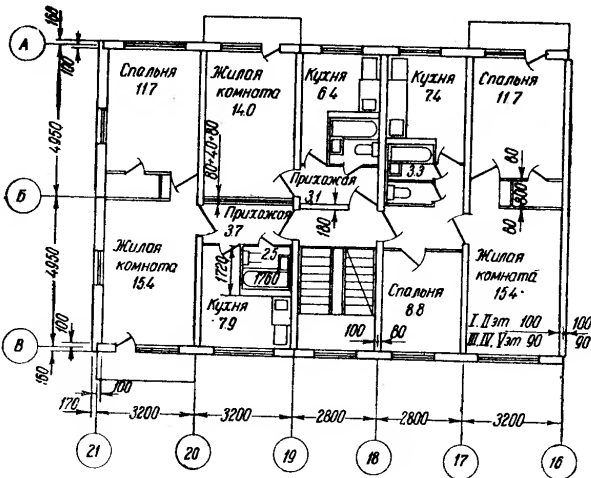 160
А
100
Спальня
11.7
Жилая
комната
14.0
Кухня
6.4
Кухня
7.4
Спальня
11.7
4950
80+40+80
3.3
80
800
80
Прихожая
3.1
Б
Прихожая
3.7
180
Жилая
комната
15.4
4950
1720
2.5
1760
Кухня
7.9
Спальня
8.8
Жилая
комната
15.4
I. II эт 100
III. IV, V эт 90
100
90
100
В
160
100
80
170
100
3200
3200
2800
2800
3200
21
20
19
18
17
16